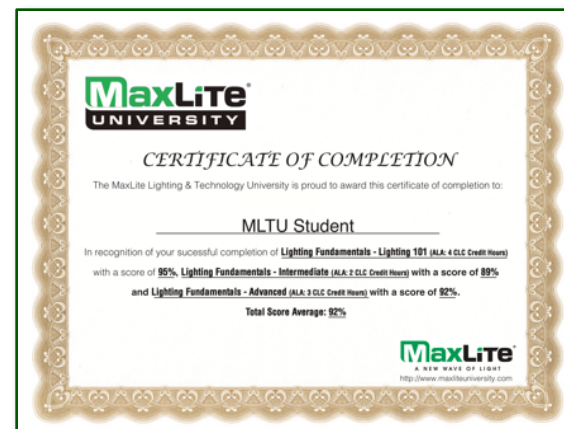 MaxLiTE
UNIVERSITY
CERTIFICATE OF COMPLETION
The MaxLite Lighting & Technology University is proud to award this certificate of completion to:
MLTU Student
In recognition of your sucessful completion of Lighting Fundamentals - Lighting 101 (ALA: 4 CLC Credit Hours)
with a score of 95%, Lighting Fundamentals - Intermediate (ALA: 2 CLC Credit Hours) with a score of 89%
and Lighting Fundamentals - Advanced (ALA: 3 CLC Credit Hours) with a score of 92%.
Total Score Average: 92%
MaxLiTE
A NEW WAVE OF LIGHT
http://www.maxliteuniversity.com